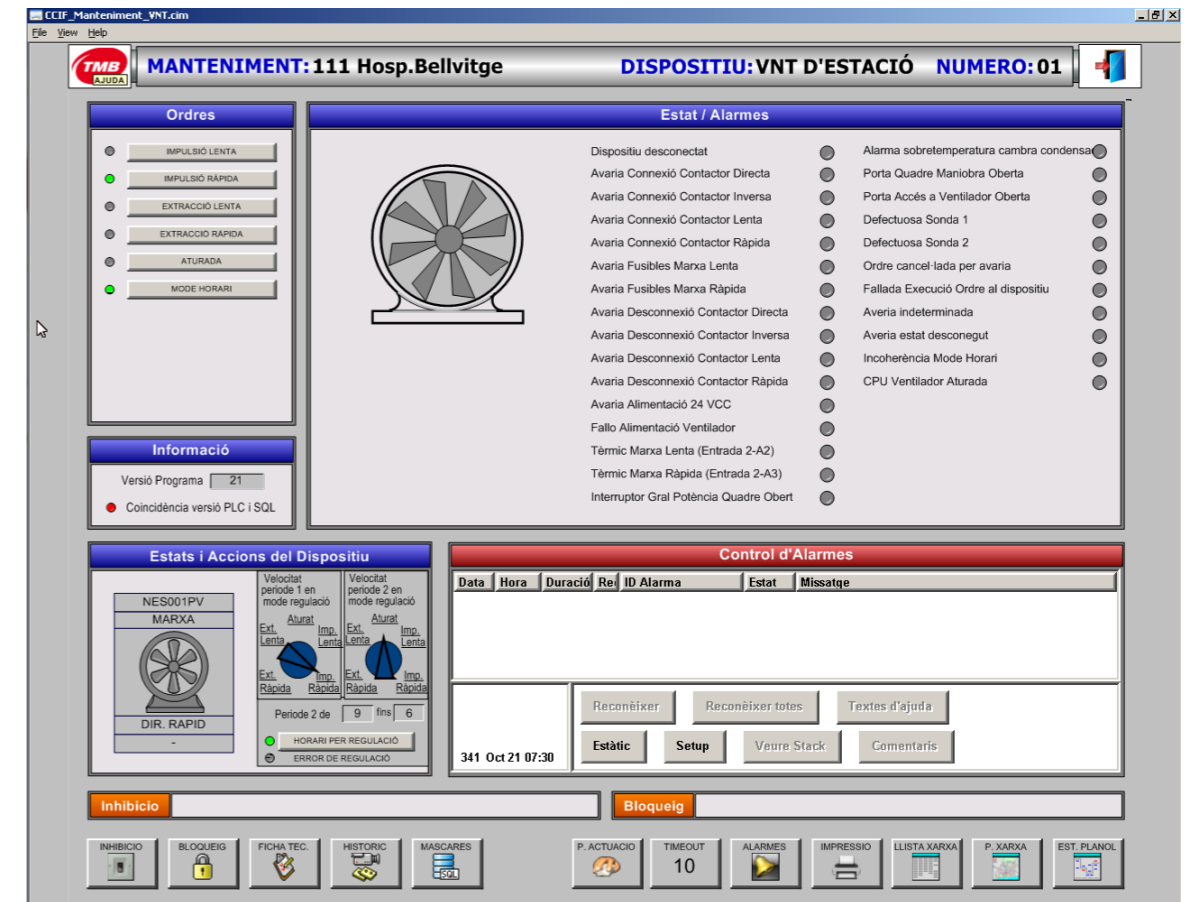 CCIF_Manteniment_VNT.cim
File View Help
TMB
AJUDA
MANTENIMENT: 111 Hosp.Bellvitge DISPOSITIU: VNT D'ESTACIÓ NUMERO: 01
Ordres
IMPULSIÓ LENTA
IMPULSIÓ RÀPIDA
EXTRACCIÓ LENTA
EXTRACCIO RAPIDA
ATURADA
MODE HORARI
Informació
Versió Programa 21
Coincidència versió PLC i SQL
Estat / Alarmes
Dispositiu desconectat
Avaria Connexió Contactor Directa
Avaria Connexió Contactor Inversa
Avaria Connexió Contactor Lenta
Avaria Connexió Contactor Ràpida
Avaria Fusibles Marxa Lenta
Avaria Fusibles Marxa Ràpida
Avaria Desconnexió Contactor Directa
Avaria Desconnexió Contactor Inversa
Avaria Desconnexió Contactor Lenta
Avaria Desconnexió Contactor Ràpida
Avaria Alimentació 24 VCC
Fallo Alimentació Ventilador
Tèrmic Marxa Lenta (Entrada 2-A2)
Tèrmic Marxa Ràpida (Entrada 2-A3)
Interruptor Gral Potència Quadre Obert
Alarma sobretemperatura cambra condensa
Porta Quadre Maniobra Oberta
Porta Accés a Ventilador Oberta
Defectuosa Sonda 1
Defectuosa Sonda 2
Ordre cancel·lada per avaria
Fallada Execució Ordre al dispositiu
Averia indeterminada
Averia estat desconegut
Incoherència Mode Horari
CPU Ventilador Aturada
Estats i Accions del Dispositiu
NES001PV
MARXA
DIR. RAPID
-
Velocitat
periode 1 en
mode regulació
Aturat
Ext. Imp.
Lenta Lenta
Ext. Imp.
Ràpida Ràpida
Velocitat
periode 2 en
mode regulació
Aturat
Ext. Imp.
Lenta Lenta
Ext. Imp.
Ràpida Ràpida
Periode 2 de 9 fins 6
HORARI PER REGULACIÓ
ERROR DE REGULACIÓ
Control d'Alarmes
Data Hora Duració Re ID Alarma Estat Missatge
341 Oct 21 07:30
Reconèixer Reconèixer totes Textes d'ajuda
Estàtic Setup Veure Stack Comentaris
Inhibicio Bloqueig
INHIBICIO BLOQUEIG FICHA TEC. HISTORIC MASCARES P. ACTUACIO TIMEOUT ALARMES IMPRESSIO LLISTA XARXA P. XARXA EST. PLANOL
SQL 10